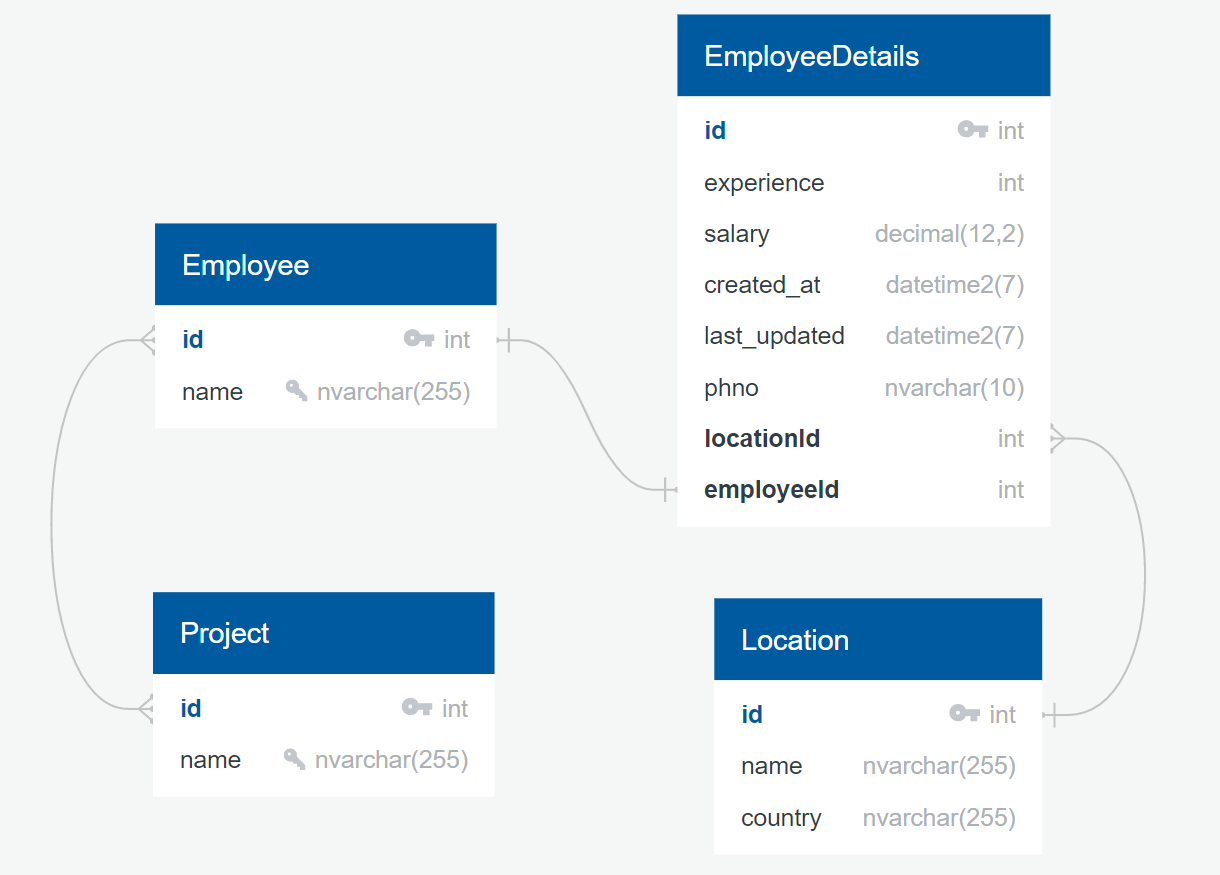 EmployeeDetails
id int
experience int
salary decimal(12,2)
created_at datetime2(7)
last_updated datetime2(7)
phno nvarchar(10)
locationId int
employeeId int
Employee
id int
name nvarchar(255)
Project
id int
name nvarchar(255)
Location
id int
name nvarchar(255)
country nvarchar(255)